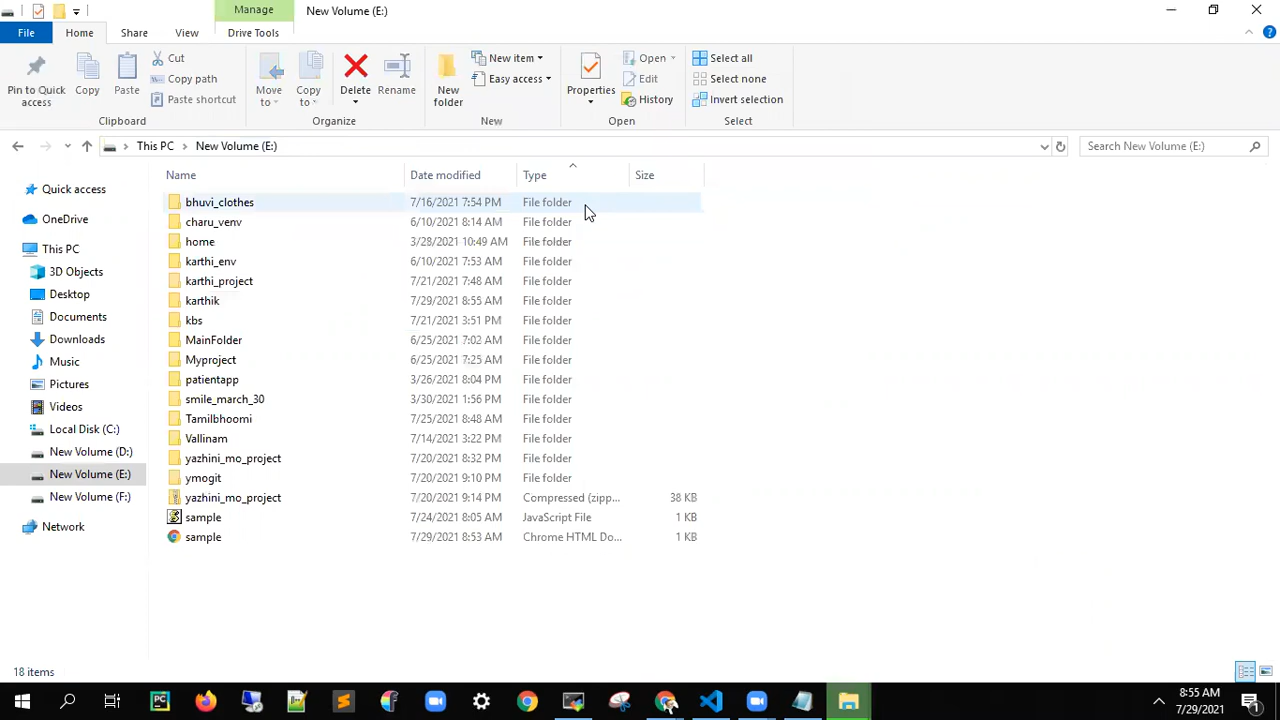 Manage
New Volume (E:)
File
Home
Share
View
Drive Tools
Pin to Quick access
Copy
Paste
Cut
Copy path
Paste shortcut
Clipboard
Move to
Copy to
Delete
Rename
Organize
New folder
New item
Easy access
New
Properties
Open
Edit
History
Open
Select all
Select none
Invert selection
Select
This PC
New Volume (E:)
Search New Volume (E:)
Name Date modified Type Size
Quick access
OneDrive
This PC
3D Objects
Desktop
Documents
Downloads
Music
Pictures
Videos
Local Disk (C:)
New Volume (D:)
New Volume (E:)
New Volume (F:)
Network
bhuvi_clothes 7/16/2021 7:54 PM File folder
charu_venv 6/10/2021 8:14 AM File folder
home 3/28/2021 10:49 AM File folder
karthi_env 6/10/2021 7:53 AM File folder
karthi_project 7/21/2021 7:48 AM File folder
karthik 7/29/2021 8:55 AM File folder
kbs 7/21/2021 3:51 PM File folder
MainFolder 6/25/2021 7:02 AM File folder
Myproject 6/25/2021 7:25 AM File folder
patientapp 3/26/2021 8:04 PM File folder
smile_march_30 3/30/2021 1:56 PM File folder
Tamilbhoomi 7/25/2021 8:48 AM File folder
Vallinam 7/14/2021 3:22 PM File folder
yazhini_mo_project 7/20/2021 8:32 PM File folder
ymogit 7/20/2021 9:10 PM File folder
yazhini_mo_project 7/20/2021 9:14 PM Compressed (zipp... 38 KB
sample 7/24/2021 8:05 AM JavaScript File 1 KB
sample 7/29/2021 8:53 AM Chrome HTML Do... 1 KB
18 items
8:55 AM
7/29/2021